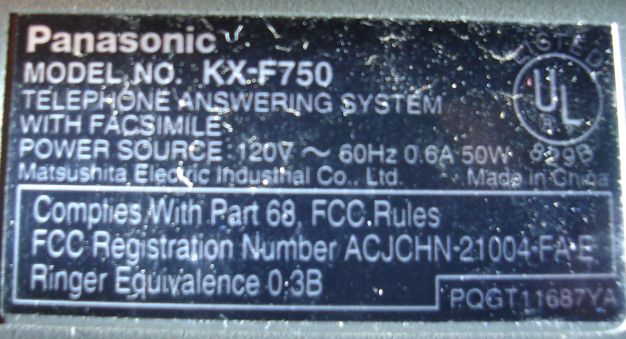 Panasonic
MODEL NO. KX-F750
TELEPHONE ANSWERING SYSTEM
WITH FACSIMILE
POWER SOURCE 120V ~ 60Hz 0.6A 50W
Matsushita Electric Industrial Co., Ltd. Made in China
LISTED
UL
®
829B
Complies With Part 68, FCC Rules
FCC Registration Number ACJCHN-21004-FA-E
Ringer Equivalence 0.3B
PQGT11687YA